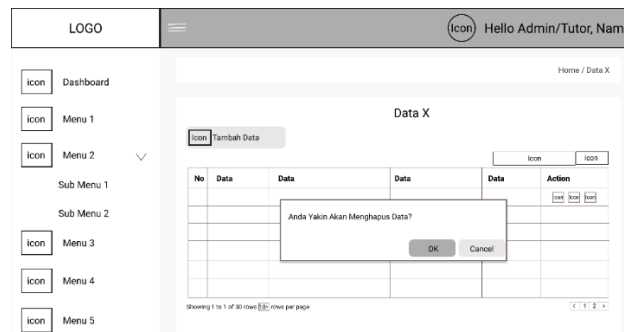 LOGO
Icon
Hello Admin/Tutor, Nam
Home / Data X
icon Dashboard
icon Menu 1
icon Menu 2
Sub Menu 1
Sub Menu 2
icon Menu 3
icon Menu 4
icon Menu 5
Data X
Icon Tambah Data
Icon Icon
No Data Data Data Data Action
Icon Icon Icon
Anda Yakin Akan Menghapus Data?
OK Cancel
Showing 1 to 1 of 30 rows 10 rows per page
< 1 2 >